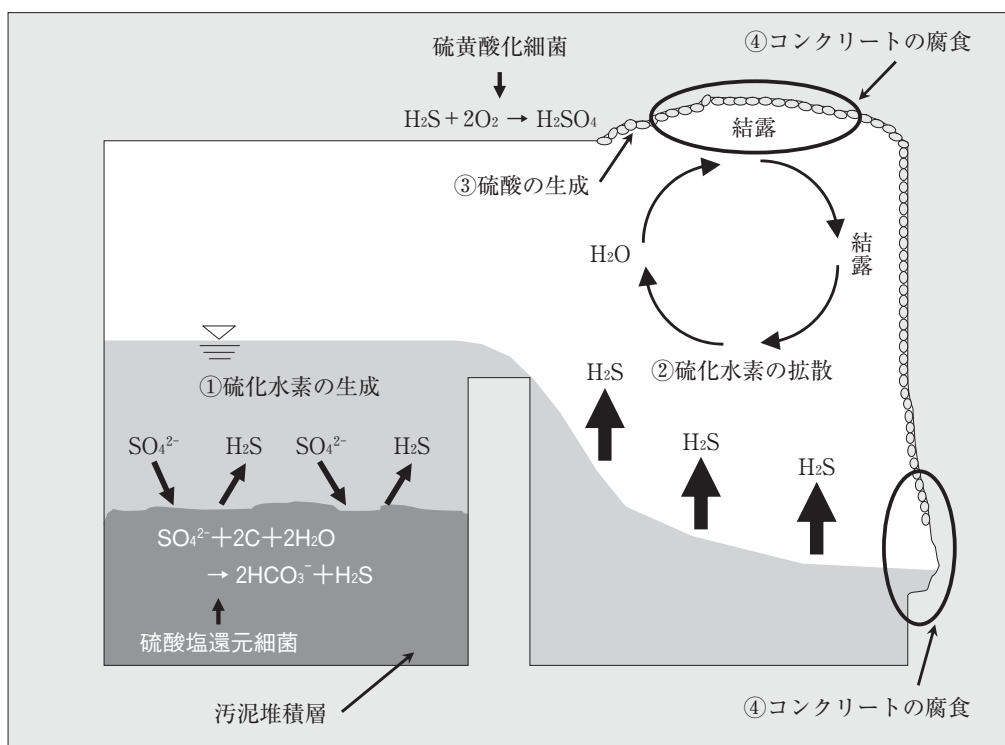 硫黄酸化細菌
H₂S＋2O₂ → H₂SO₄
④コンクリートの腐食
結露
③硫酸の生成
H₂O
結露
②硫化水素の拡散
①硫化水素の生成
H₂S
H₂S
H₂S
SO₄²⁻ H₂S SO₄²⁻ H₂S
SO₄²⁻＋2C＋2H₂O
→ 2HCO₃⁻＋H₂S
硫酸塩還元細菌
汚泥堆積層
④コンクリートの腐食